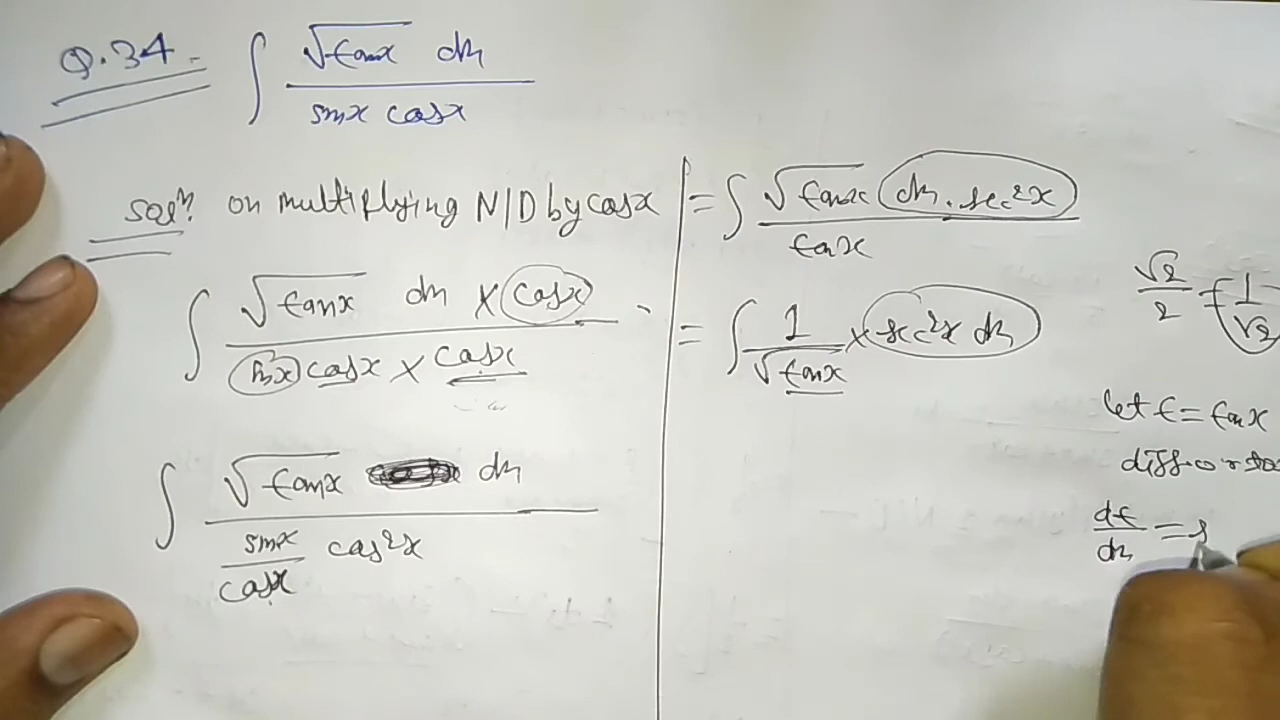 Q.34. ∫ √tanx dx / sinx cosx
Solⁿ. on multiplying N/D by cosx
∫ √tanx dx × cosx / sinx cosx × cosx
∫ √tanx dx / (sinx/cosx) cos²x
= ∫ √tanx dx . sec²x / tanx
= ∫ 1/√tanx × sec²x dx
√2/2 = 1/√2
let t = tanx
diff.
dt/dx = s